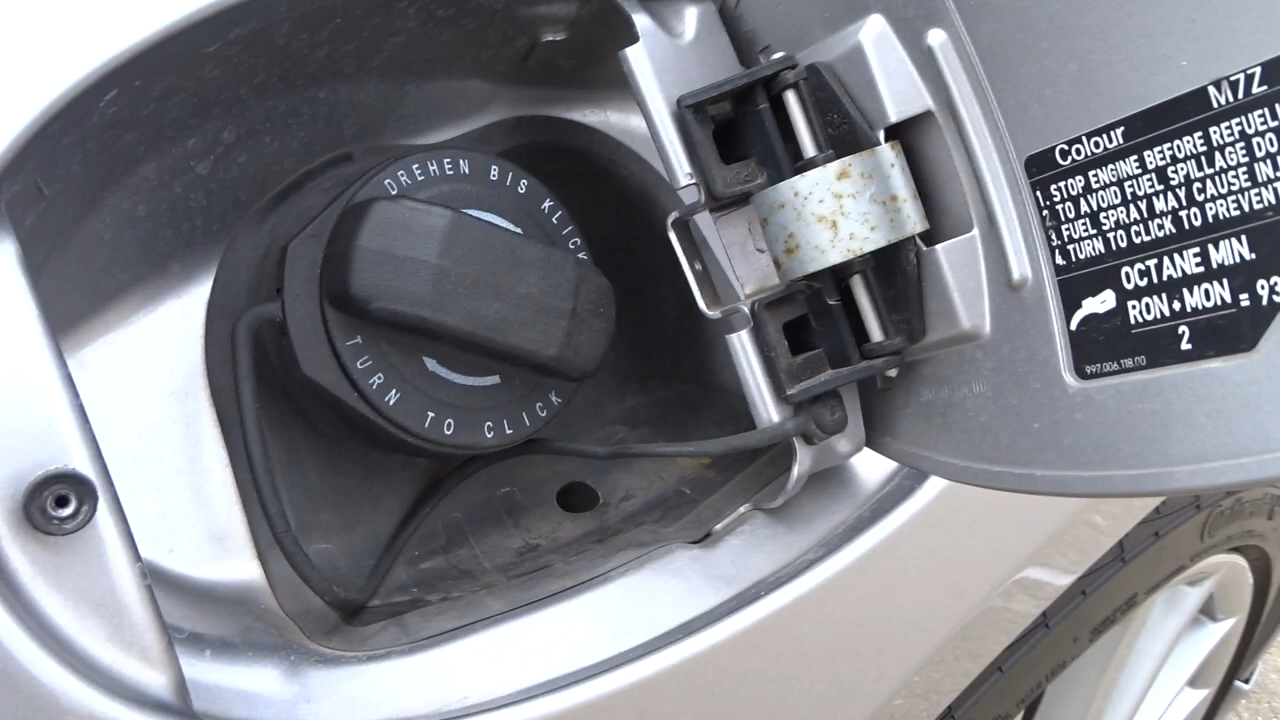 DREHEN BIS KLICK
TURN TO CLICK
M7Z
Colour
1. STOP ENGINE BEFORE
2. TO AVOID FUEL SPILLAGE DO
3. FUEL SPRAY MAY CAUSE
4. TURN TO CLICK TO PREVENT
OCTANE MIN.
RON+MON = 93
2
997.006.118.00